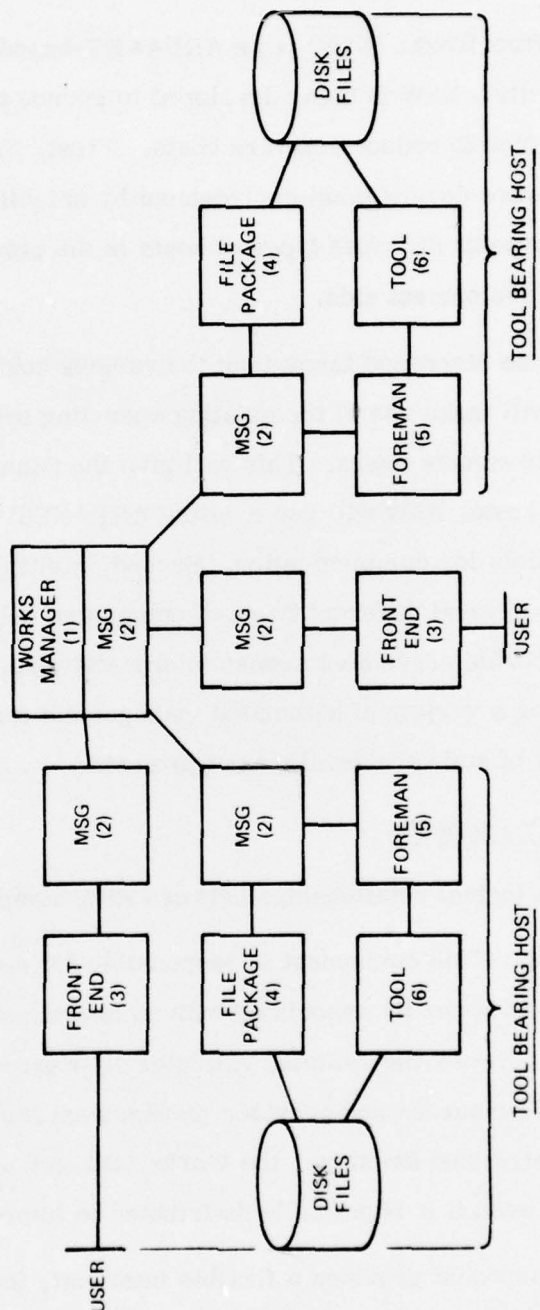 WORKS
MANAGER
(1)
MSG
(2)
USER
FRONT
END
(3)
MSG
(2)
DISK
FILES
FILE
PACKAGE
(4)
MSG
(2)
TOOL
(6)
FOREMAN
(5)
TOOL BEARING HOST
MSG
(2)
FRONT
END
(3)
USER
MSG
(2)
FILE
PACKAGE
(4)
FOREMAN
(5)
TOOL
(6)
DISK
FILES
TOOL BEARING HOST